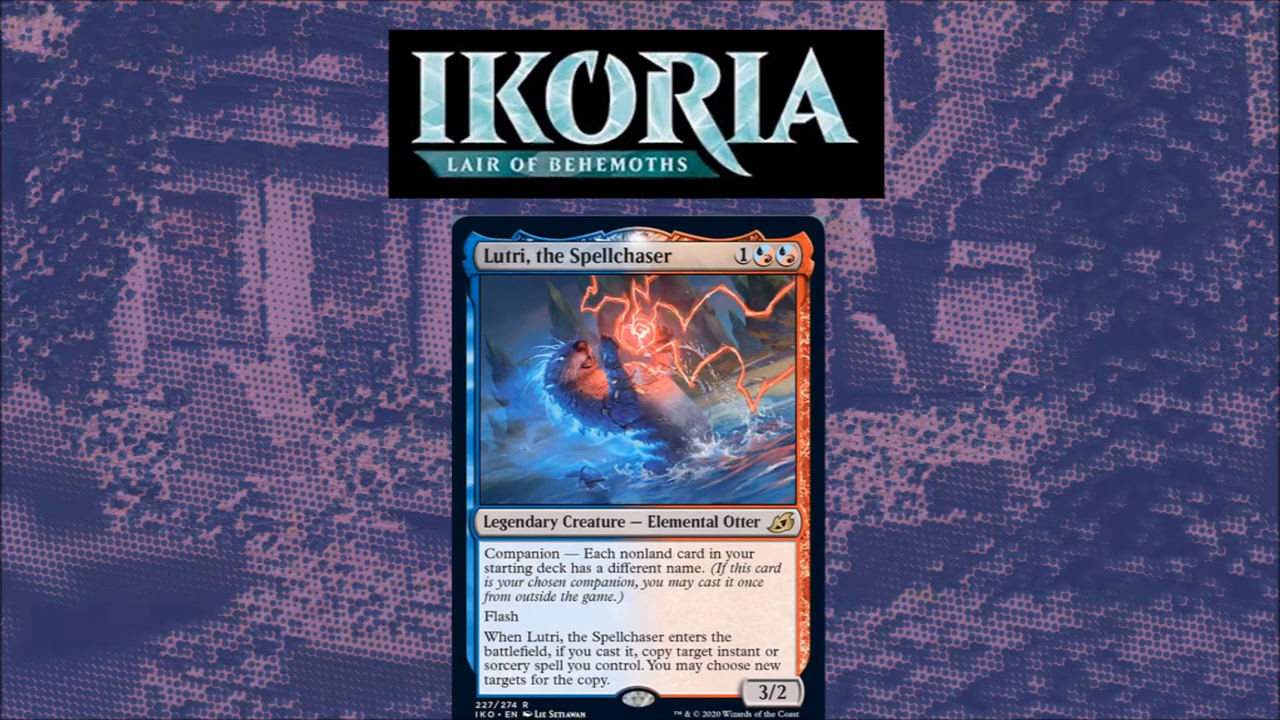 IKORIA
LAIR OF BEHEMOTHS
Lutri, the Spellchaser 1
Legendary Creature — Elemental Otter
Companion — Each nonland card in your
starting deck has a different name. (If this card
is your chosen companion, you may cast it once
from outside the game.)
Flash
When Lutri, the Spellchaser enters the
battlefield, if you cast it, copy target instant or
sorcery spell you control. You may choose new
targets for the copy.
3/2
227/274 R
IKO • EN Lie Setiawan
™ & © 2020 Wizards of the Coast